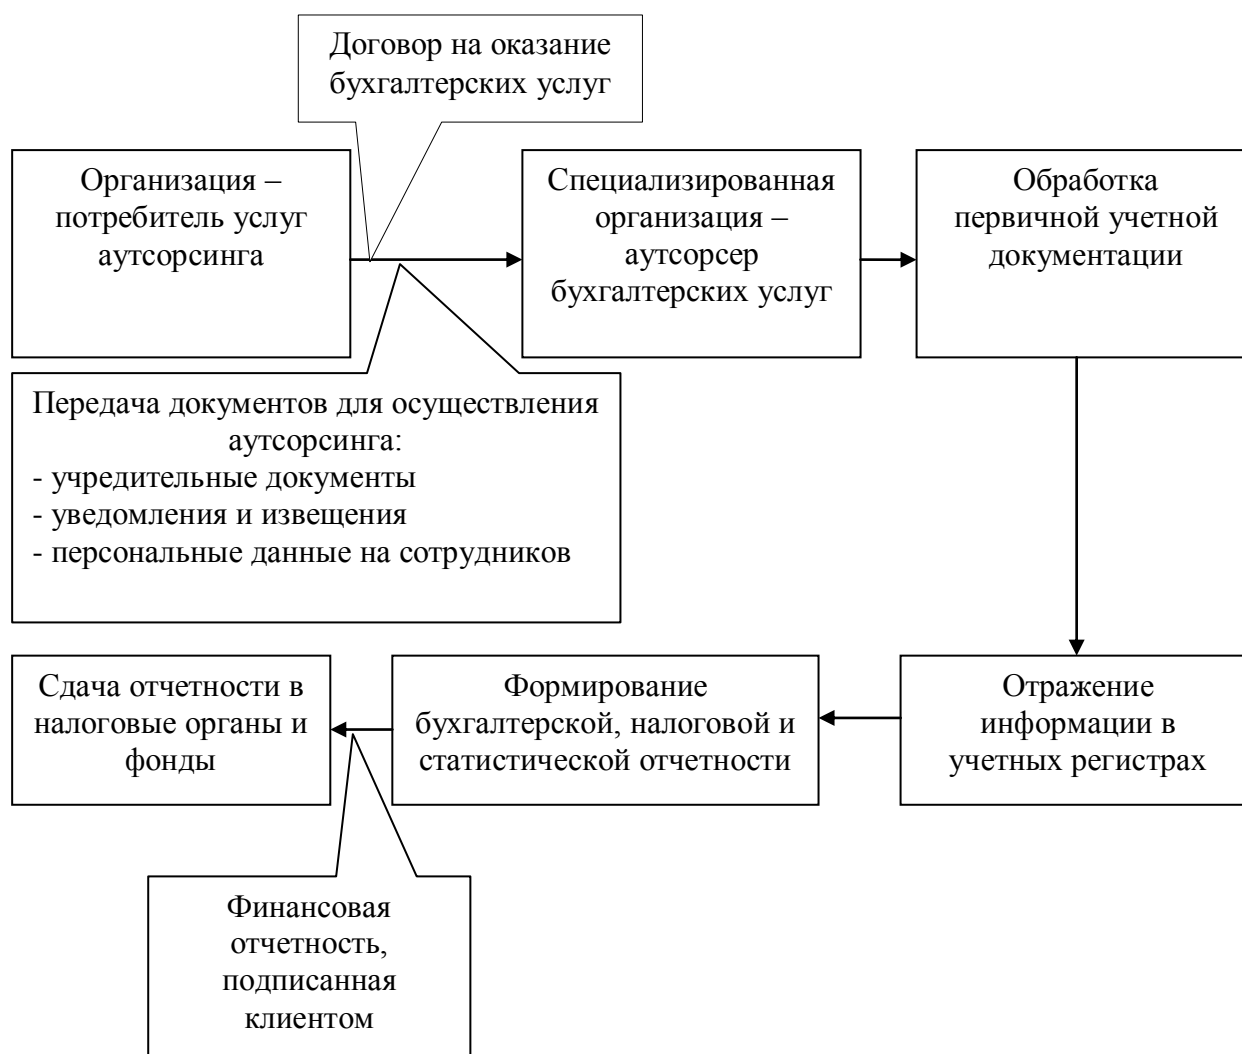 Договор на оказание
бухгалтерских услуг
Организация –
потребитель услуг
аутсорсинга
Специализированная
организация –
аутсорсер
бухгалтерских услуг
Обработка
первичной учетной
документации
Передача документов для осуществления
аутсорсинга:
- учредительные документы
- уведомления и извещения
- персональные данные на сотрудников
Сдача отчетности в
налоговые органы и
фонды
Формирование
бухгалтерской, налоговой и
статистической отчетности
Отражение
информации в
учетных регистрах
Финансовая
отчетность,
подписанная
клиентом